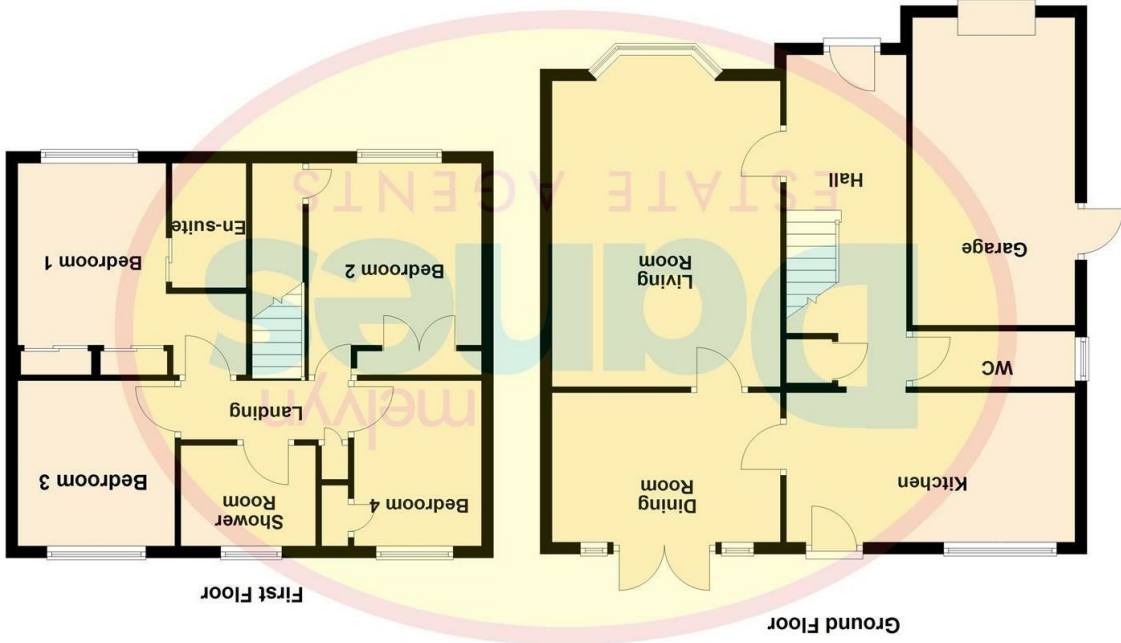 Ground Floor
Kitchen
Dining
Room
WC
Garage
Hall
Living
Room
First Floor
Bedroom 4
Shower
Room
Bedroom 3
Landing
Bedroom 2
En-suite
Bedroom 1
melvyn
Danes
ESTATE AGENTS